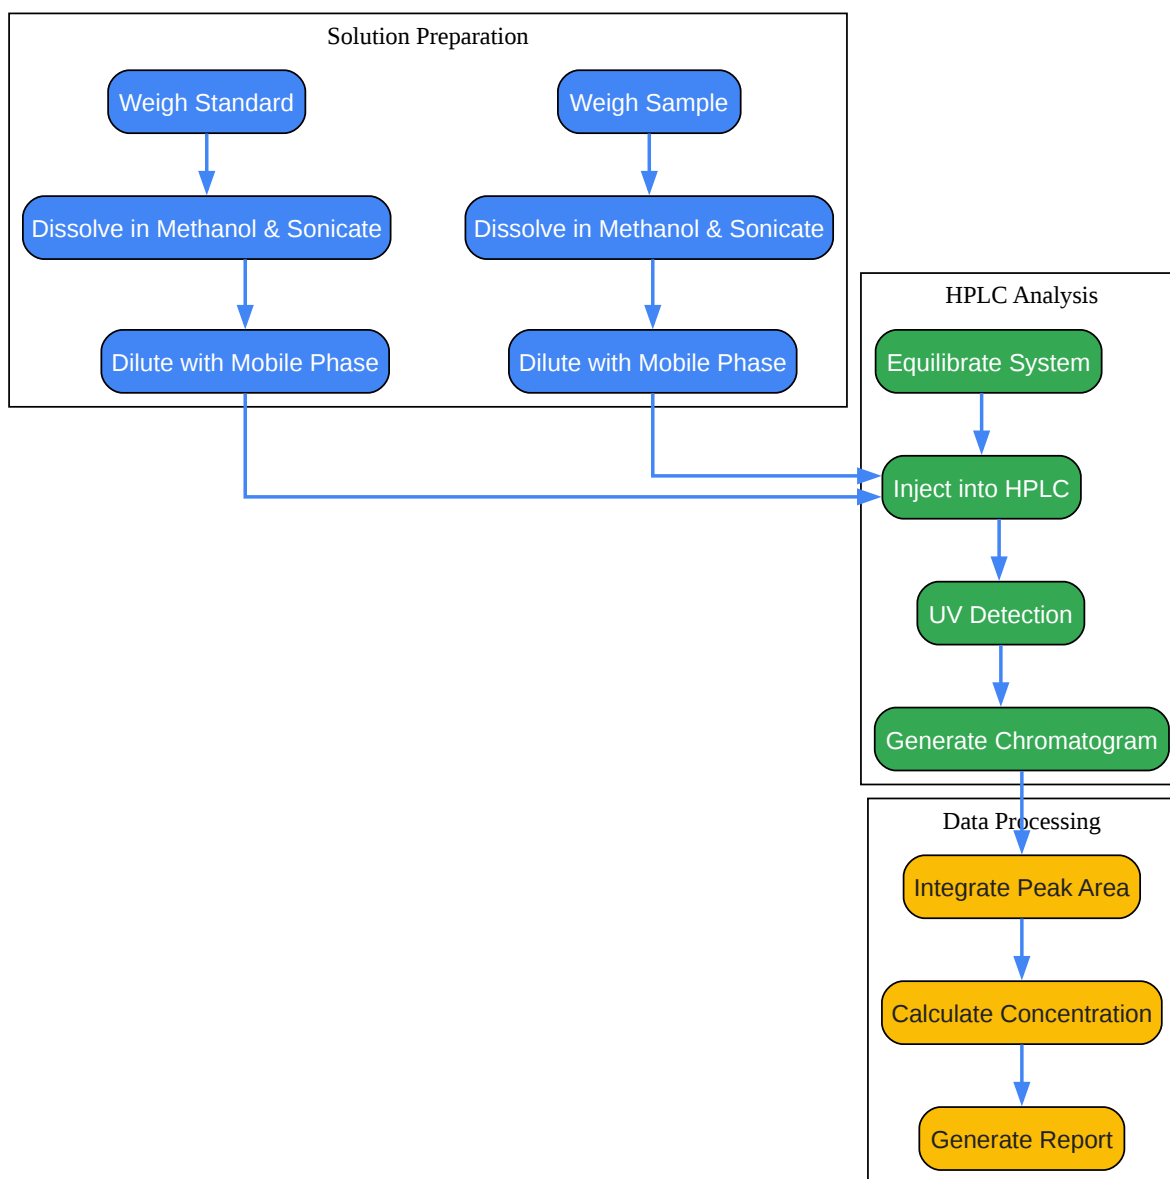 Solution Preparation
Weigh Standard
Weigh Sample
Dissolve in Methanol & Sonicate
Dissolve in Methanol & Sonicate
Dilute with Mobile Phase
Dilute with Mobile Phase
HPLC Analysis
Equilibrate System
Inject into HPLC
UV Detection
Generate Chromatogram
Data Processing
Integrate Peak Area
Calculate Concentration
Generate Report